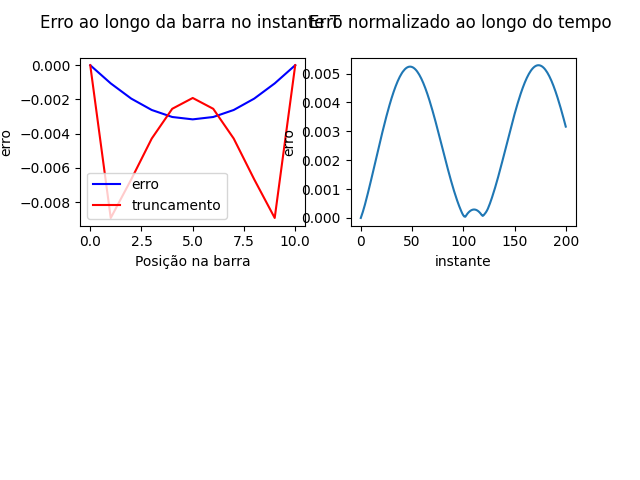 Erro ao longo da barra no instante T
Erro normalizado ao longo do tempo
0.000
−0.002
−0.004
−0.006
−0.008
erro
erro
truncamento
0.0
2.5
5.0
7.5
10.0
Posição na barra
0.005
0.004
0.003
0.002
0.001
0.000
erro
0
50
100
150
200
instante